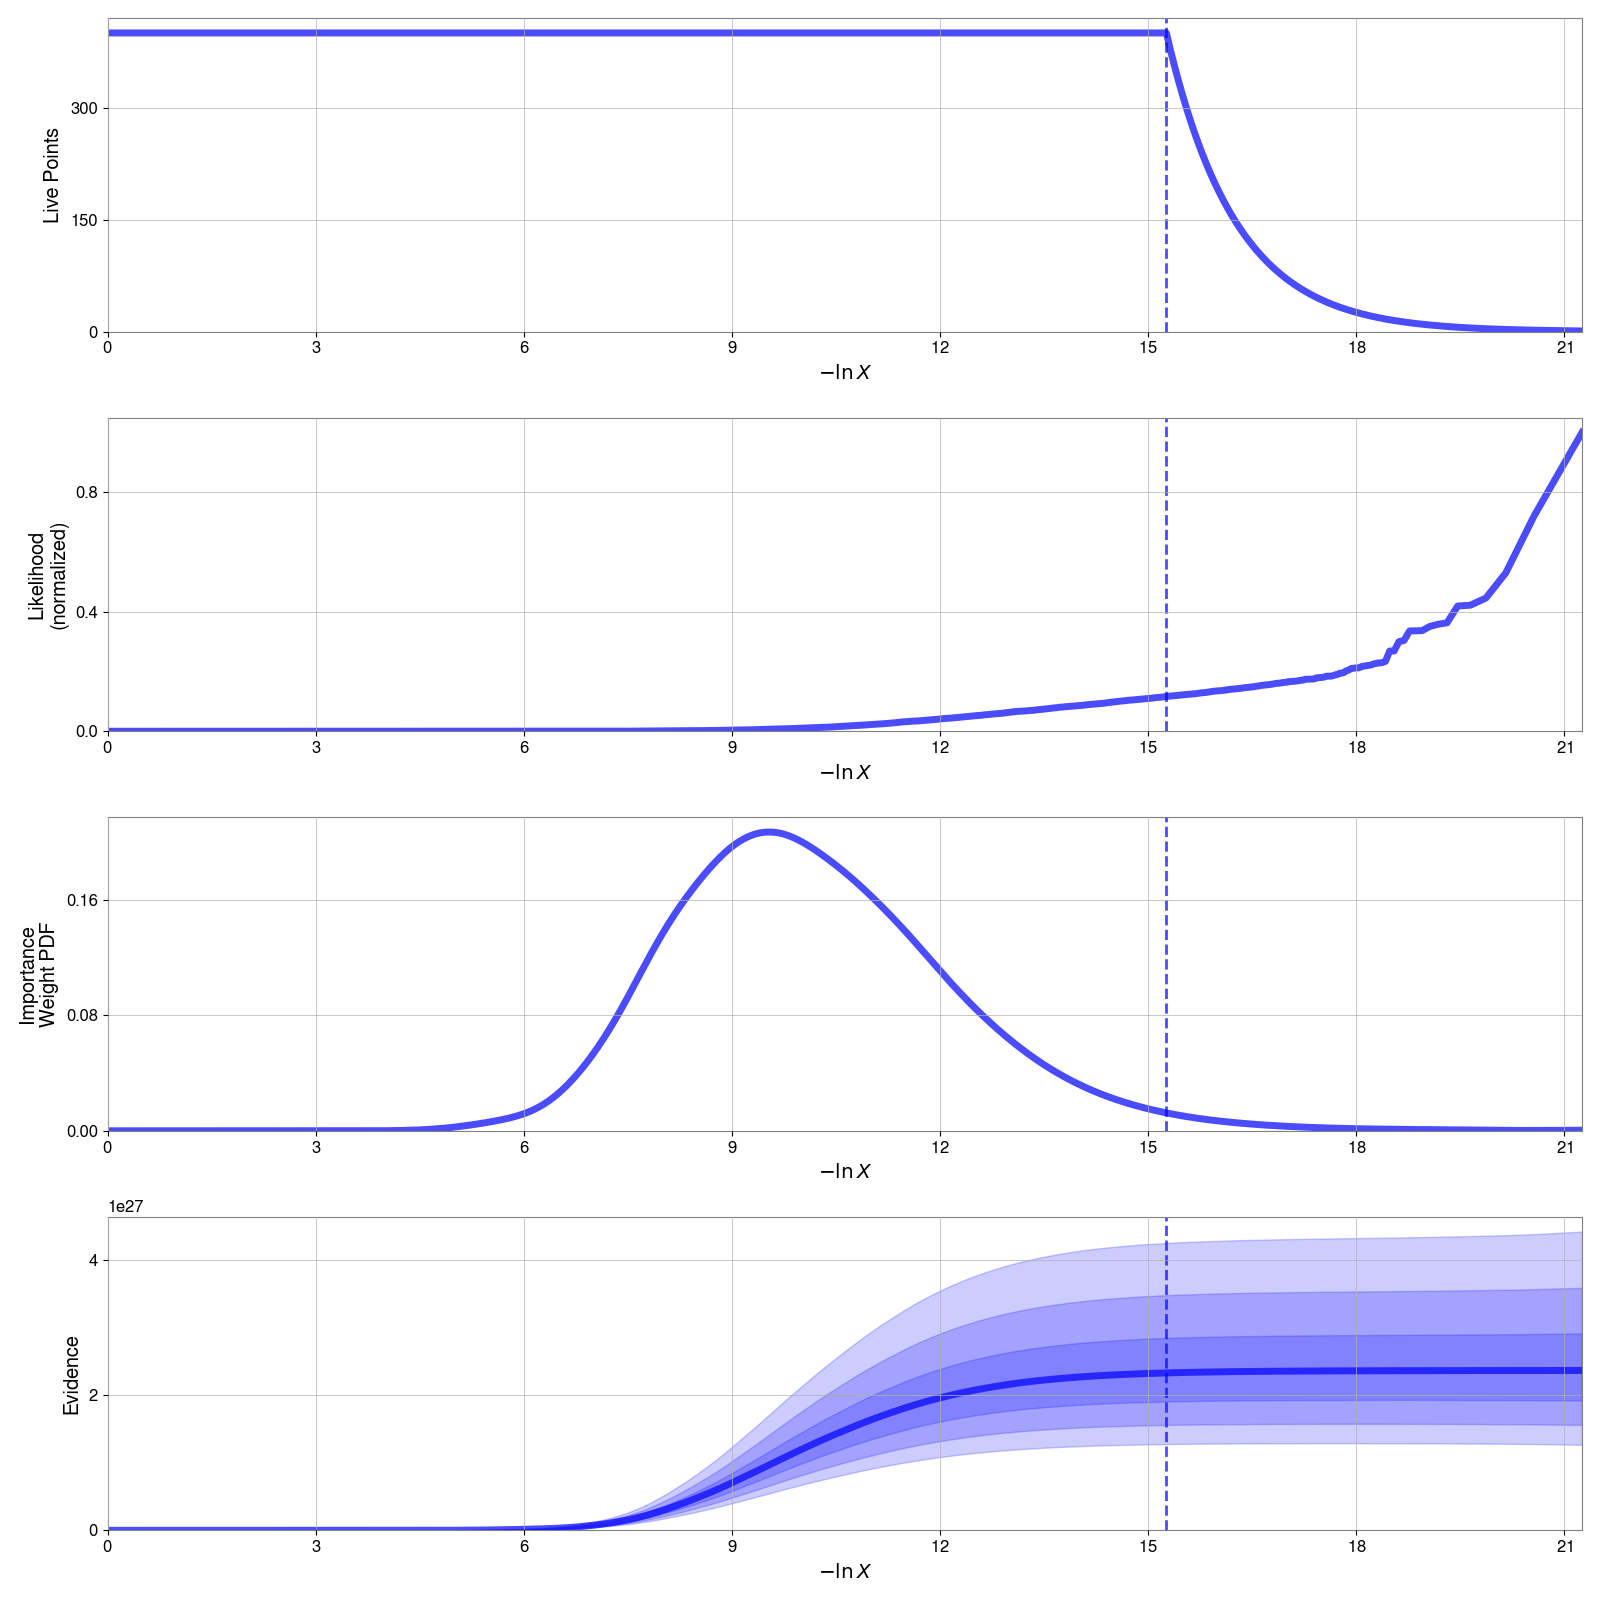 300
150
0
Live Points
0 3 6 9 12 15 18 21
−ln X
0.8
0.4
0.0
Likelihood
(normalized)
0 3 6 9 12 15 18 21
−ln X
0.16
0.08
0.00
Importance
Weight PDF
0 3 6 9 12 15 18 21
−ln X
1e27
4
2
0
Evidence
0 3 6 9 12 15 18 21
−ln X